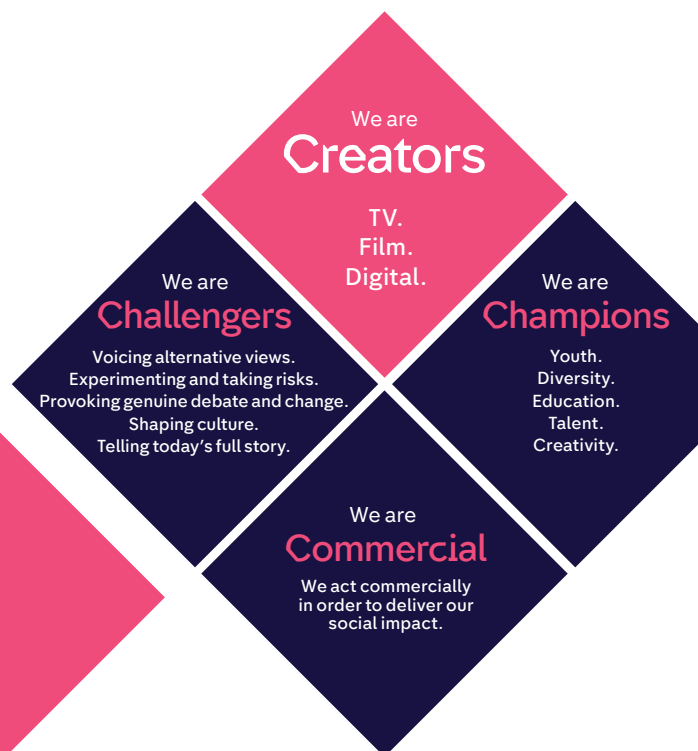 We are
Creators
TV.
Film.
Digital.
We are
Challengers
Voicing alternative views.
Experimenting and taking risks.
Provoking genuine debate and change.
Shaping culture.
Telling today's full story.
We are
Champions
Youth.
Diversity.
Education.
Talent.
Creativity.
We are
Commercial
We act commercially
in order to deliver our
social impact.